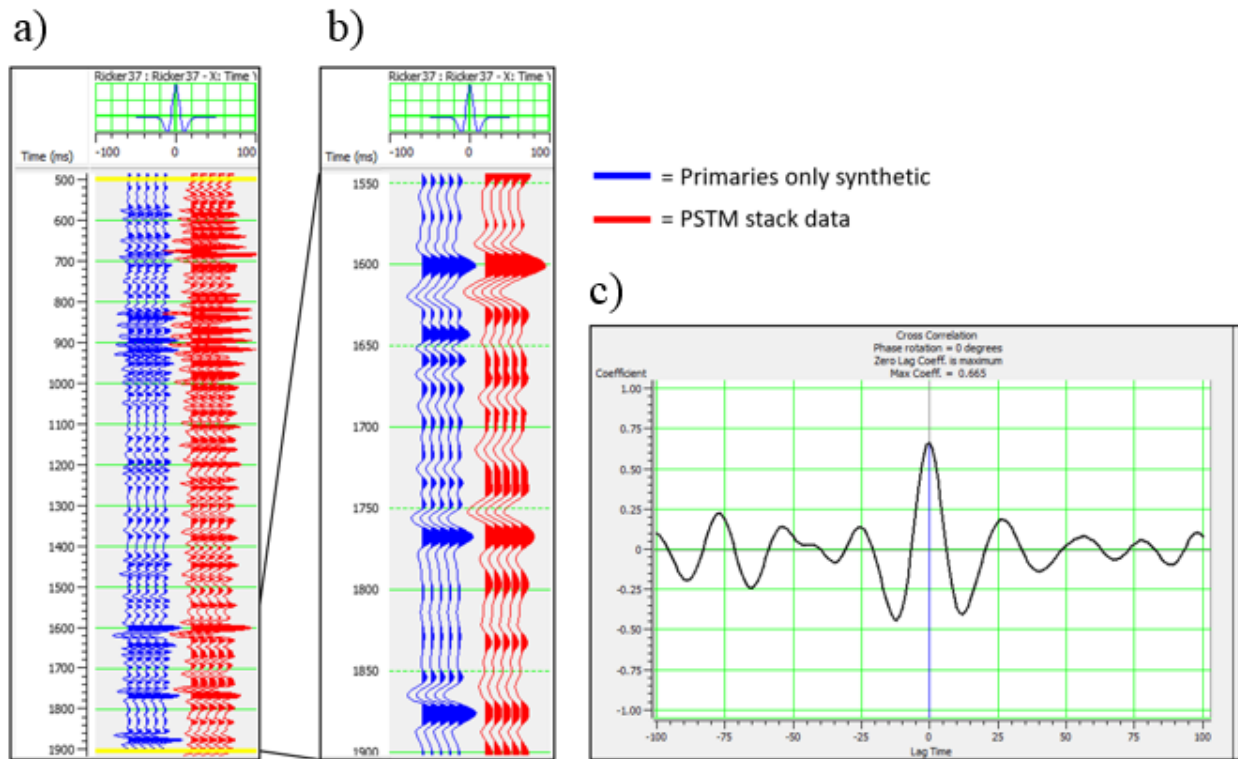 a)
Ricker37 : Ricker37 - X: Time
-100 0 100
Time (ms)
500
600
700
800
900
1000
1100
1200
1300
1400
1500
1600
1700
1800
1900
b)
Ricker37 : Ricker37 - X: Time
-100 0 100
Time (ms)
1550
1600
1650
1700
1750
1800
1850
1900
= Primaries only synthetic
= PSTM stack data
c)
Cross Correlation
Phase rotation = 0 degrees
Zero Lag Coeff. is maximum
Max Coeff. = 0.665
Coefficient
1.00
0.75
0.50
0.25
0
-0.25
-0.50
-0.75
-1.00
-100 -75 -50 -25 0 25 50 75 100
Lag Time